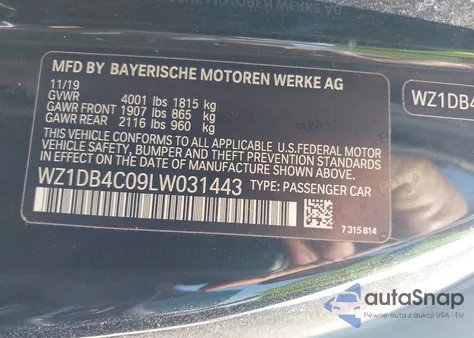 MFD BY BAYERISCHE MOTOREN WERKE AG
11/19
GVWR 4001 lbs 1815 kg
GAWR FRONT 1907 lbs 865 kg
GAWR REAR 2116 lbs 960 kg
THIS VEHICLE CONFORMS TO ALL APPLICABLE U.S.FEDERAL MOTOR
VEHICLE SAFETY, BUMPER AND THEFT PREVENTION STANDARDS
IN EFFECT ON THE DATE OF MANUFACTURE SHOWN ABOVE.
WZ1DB4C09LW031443 TYPE: PASSENGER CAR
7 315 814
WZ1DB4
autoSnap
Pewne auta z aukcji USA i EU